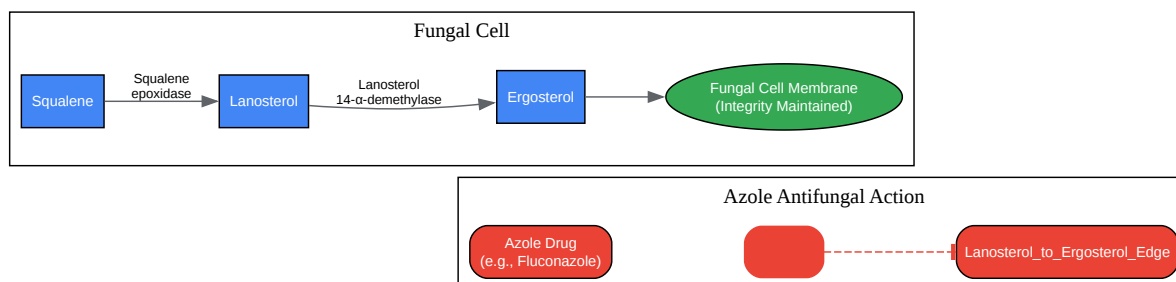 Fungal Cell
Squalene
Squalene
epoxidase
Lanosterol
Lanosterol
14-α-demethylase
Ergosterol
Fungal Cell Membrane
(Integrity Maintained)
Azole Antifungal Action
Azole Drug
(e.g., Fluconazole)
Lanosterol_to_Ergosterol_Edge